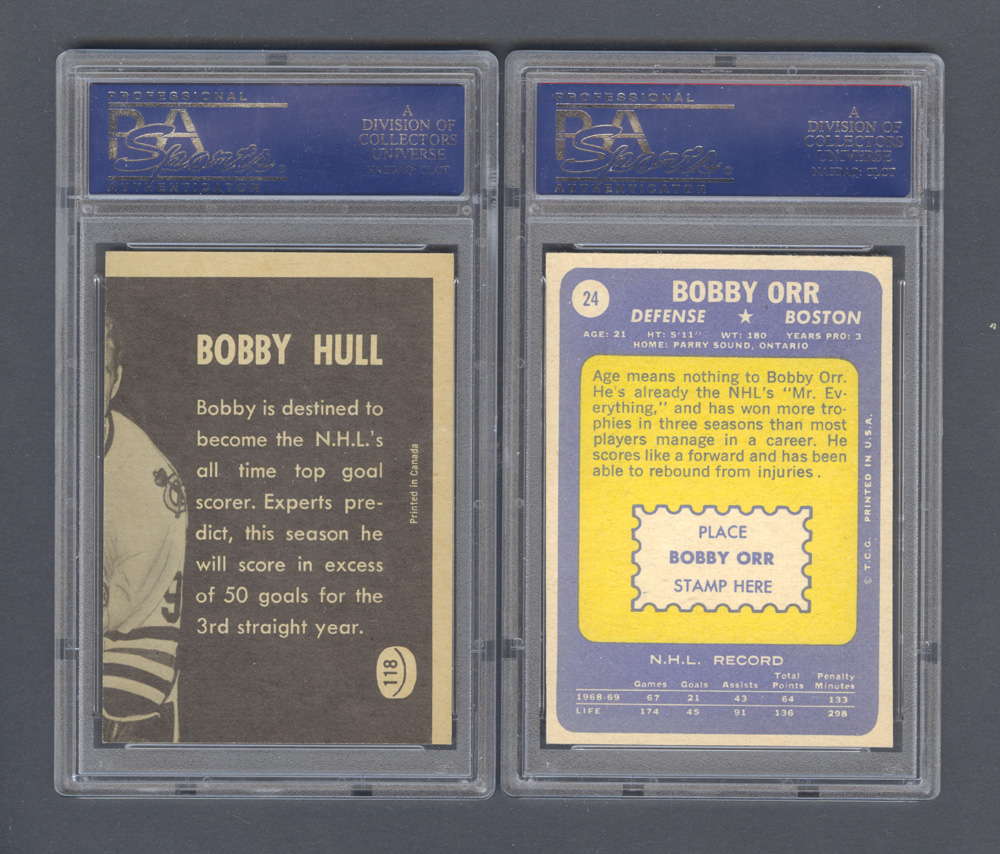 PROFESSIONAL
PSA
Sports.
AUTHENTICATOR
A
DIVISION OF
COLLECTORS
UNIVERSE
NASDAQ: CLCT
BOBBY HULL
Bobby is destined to
become the N.H.L.'s
all time top goal
scorer. Experts pre-
dict, this season he
will score in excess
of 50 goals for the
3rd straight year.
Printed in Canada
118
PROFESSIONAL
PSA
Sports.
AUTHENTICATOR
A
DIVISION OF
COLLECTORS
UNIVERSE
NASDAQ: CLCT
24
BOBBY ORR
DEFENSE ★ BOSTON
AGE: 21 HT: 5'11" WT: 180 YEARS PRO: 3
HOME: PARRY SOUND, ONTARIO
Age means nothing to Bobby Orr.
He's already the NHL's "Mr. Ev-
erything," and has won more tro-
phies in three seasons than most
players manage in a career. He
scores like a forward and has been
able to rebound from injuries.
PLACE
BOBBY ORR
STAMP HERE
© T.C.G. PRINTED IN U.S.A.
N.H.L. RECORD
Games Goals Assists Total Points Penalty Minutes
1968-69 67 21 43 64 133
LIFE 174 45 91 136 298